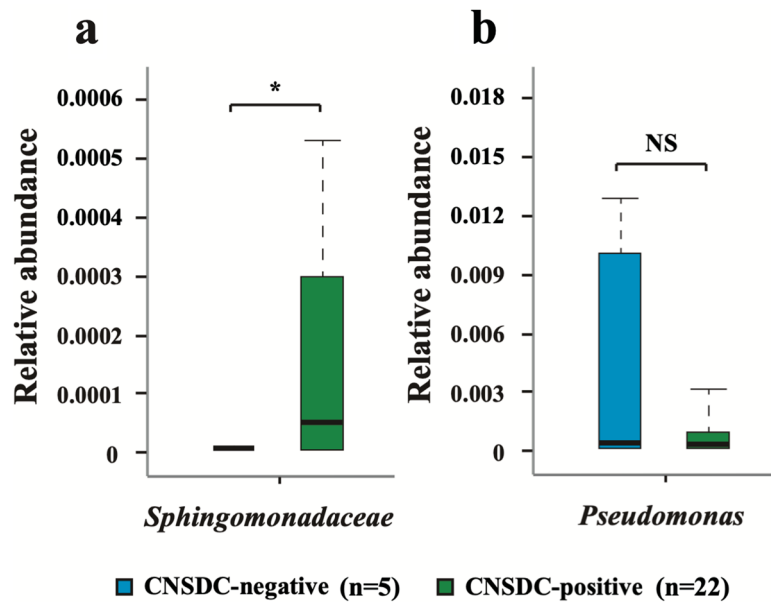 a
Relative abundance
0.0006
0.0005
0.0004
0.0003
0.0002
0.0001
0
*
Sphingomonadaceae
b
Relative abundance
0.018
0.015
0.012
0.009
0.006
0.003
0
NS
Pseudomonas
CNSDC-negative (n=5) CNSDC-positive (n=22)